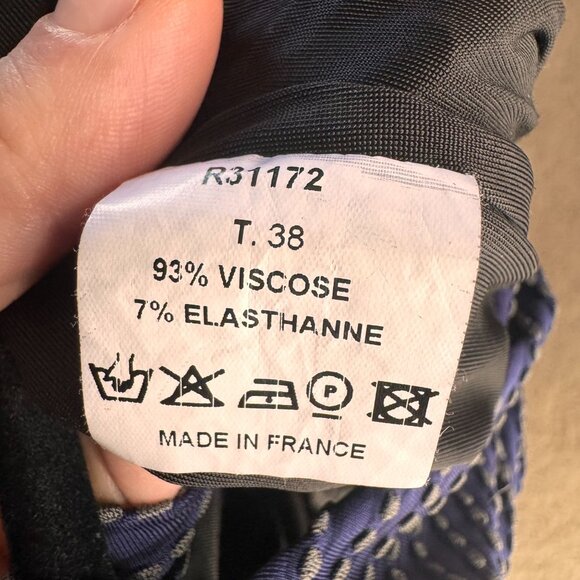 R31172
T. 38
93% VISCOSE
7% ELASTHANNE
P
MADE IN FRANCE